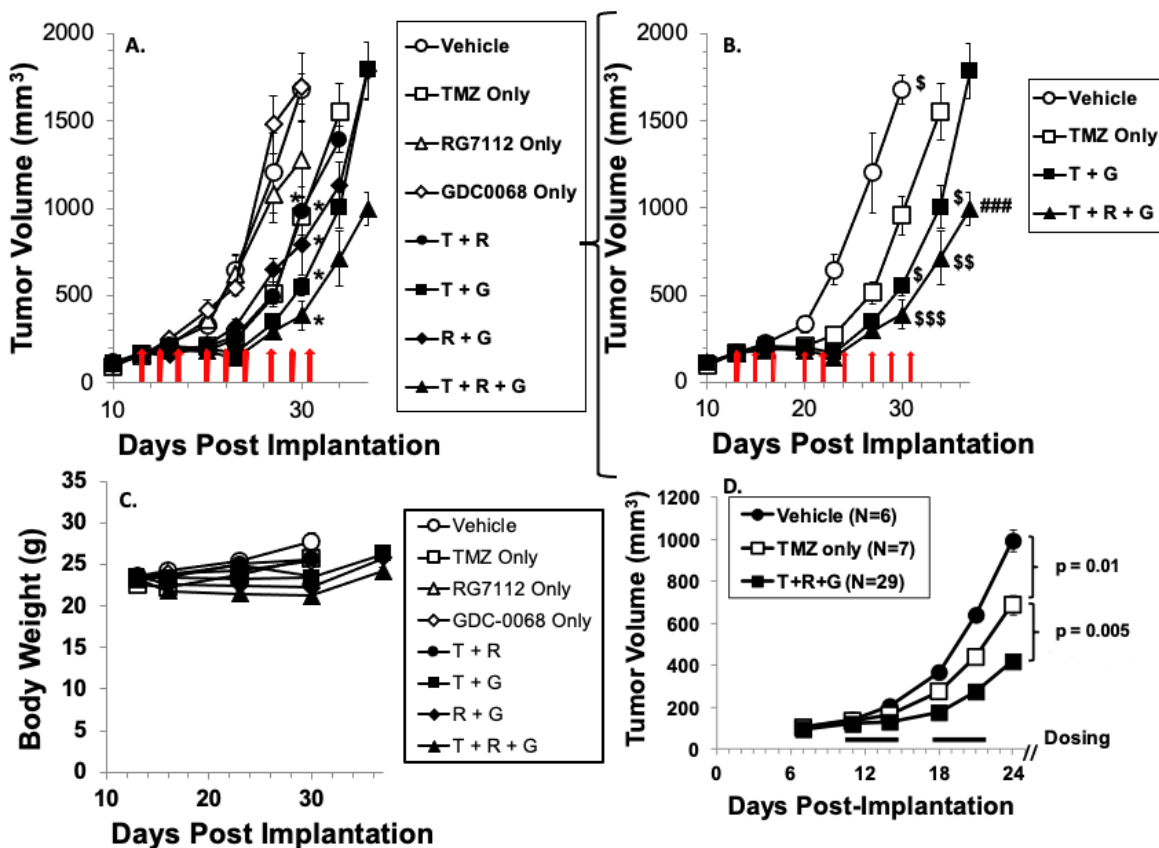 A.
2000
1500
1000
500
0
10
30
Tumor Volume (mm³)
Days Post Implantation
*
*
*
*
*
Vehicle
TMZ Only
RG7112 Only
GDC0068 Only
T + R
T + G
R + G
T + R + G
B.
2000
1500
1000
500
0
10
20
30
Tumor Volume (mm³)
Days Post Implantation
$
$
$
$$
$$$
###
Vehicle
TMZ Only
T + G
T + R + G
C.
35
30
25
20
15
10
5
0
10
20
30
Body Weight (g)
Days Post Implantation
Vehicle
TMZ Only
RG7112 Only
GDC-0068 Only
T + R
T + G
R + G
T + R + G
D.
1200
1000
800
600
400
200
0
0
6
12
18
24
Tumor Volume (mm³)
Days Post-Implantation
Vehicle (N=6)
TMZ only (N=7)
T+R+G (N=29)
p = 0.01
p = 0.005
Dosing
//